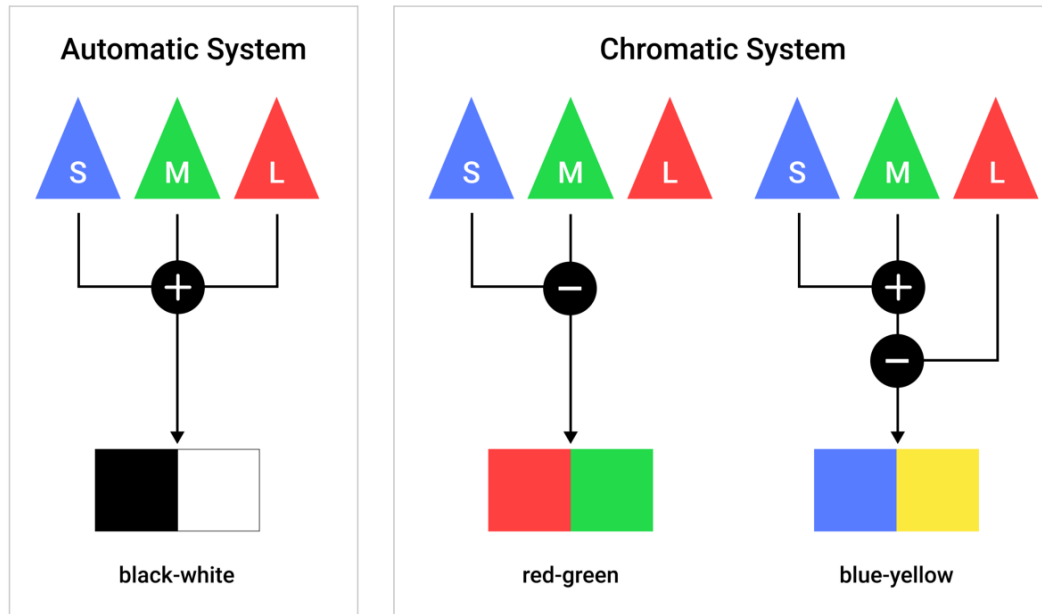 Automatic System
Chromatic System
S M L
S M L
S M L
+
−
+
−
black-white
red-green
blue-yellow